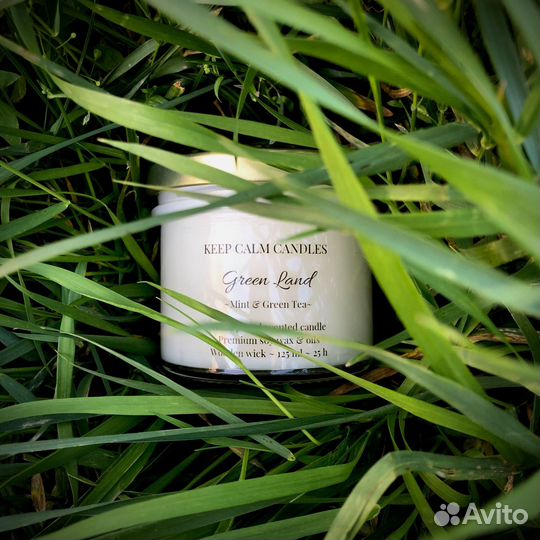 KEEP CALM CANDLES
Green Land
~Mint & Green Tea~
scented candle
Premium soy wax & oils
Wooden wick ~ 125 ml ~ 25 h
Avito